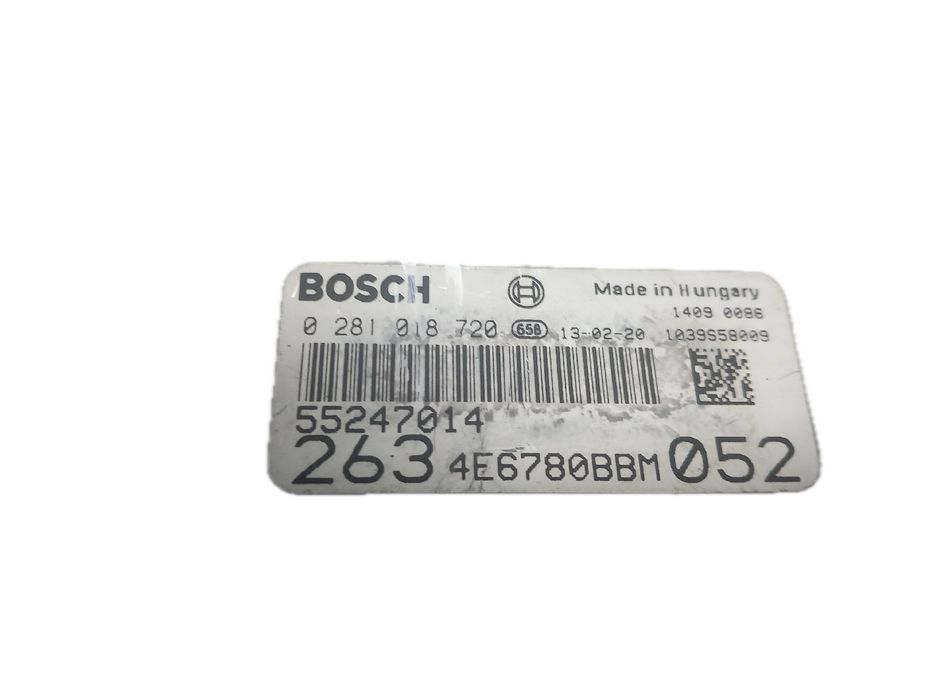 BOSCH Made in Hungary
1409 0086
0 281 018 720 658 13-02-20 1039S58009
55247014
263 4E6780BBM 052